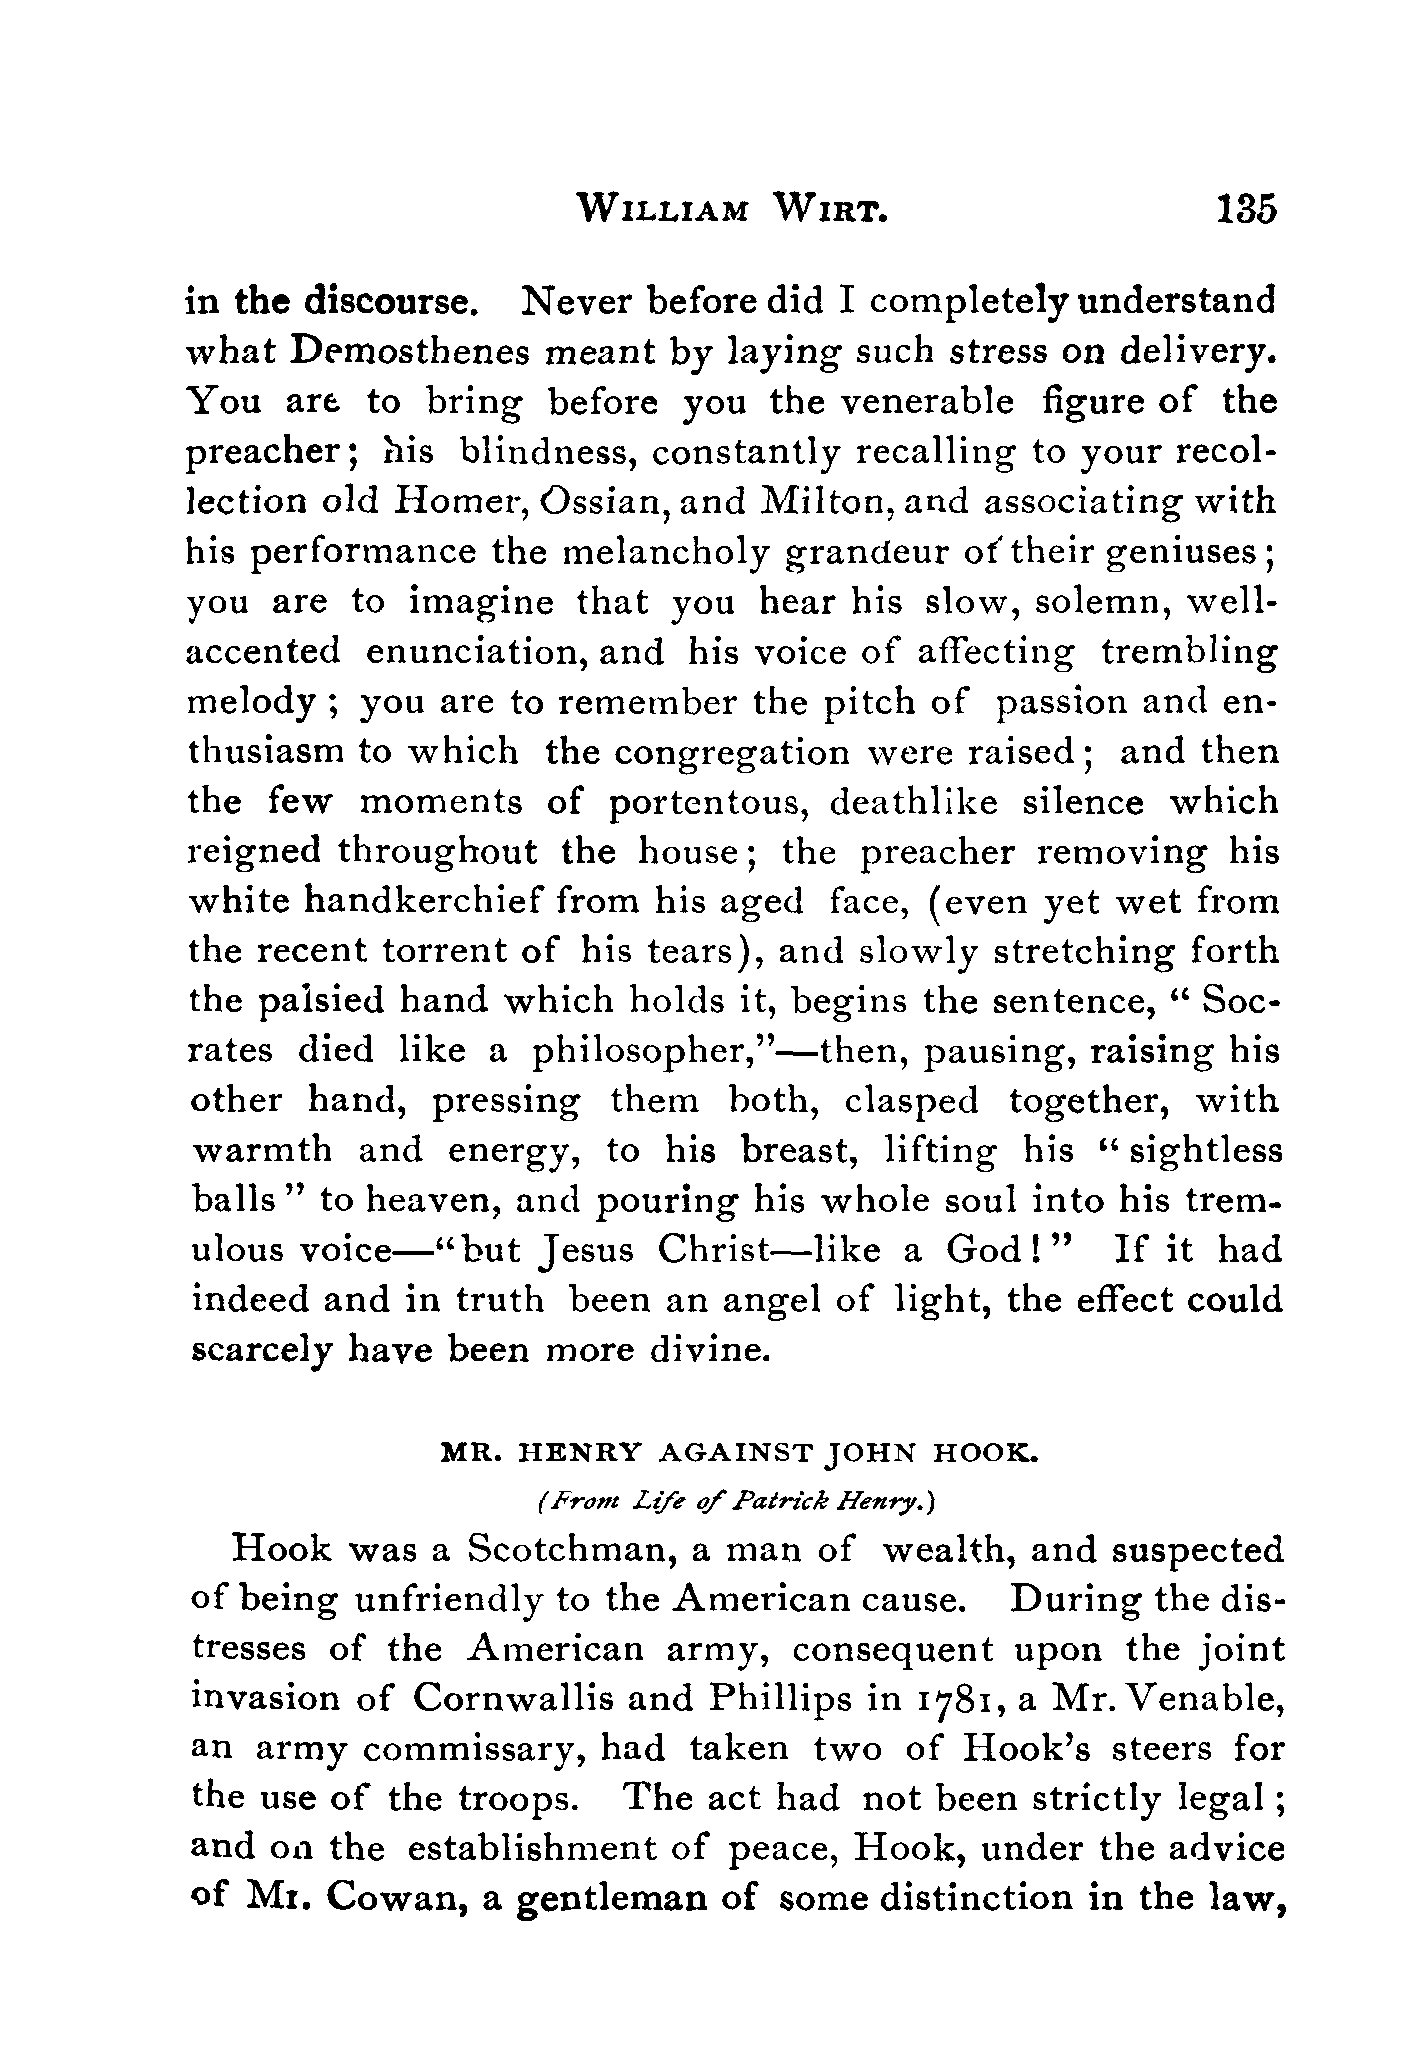 WILLIAM WIRT. 135
in the discourse. Never before did I completely understand
what Demosthenes meant by laying such stress on delivery.
You are to bring before you the venerable figure of the
preacher; his blindness, constantly recalling to your recol-
lection old Homer, Ossian, and Milton, and associating with
his performance the melancholy grandeur of their geniuses;
you are to imagine that you hear his slow, solemn, well-
accented enunciation, and his voice of affecting trembling
melody; you are to remember the pitch of passion and en-
thusiasm to which the congregation were raised; and then
the few moments of portentous, deathlike silence which
reigned throughout the house; the preacher removing his
white handkerchief from his aged face, (even yet wet from
the recent torrent of his tears), and slowly stretching forth
the palsied hand which holds it, begins the sentence, "Soc-
rates died like a philosopher,"—then, pausing, raising his
other hand, pressing them both, clasped together, with
warmth and energy, to his breast, lifting his "sightless
balls" to heaven, and pouring his whole soul into his trem-
ulous voice—"but Jesus Christ—like a God!" If it had
indeed and in truth been an angel of light, the effect could
scarcely have been more divine.
MR. HENRY AGAINST JOHN HOOK.
(From Life of Patrick Henry.)
Hook was a Scotchman, a man of wealth, and suspected
of being unfriendly to the American cause. During the dis-
tresses of the American army, consequent upon the joint
invasion of Cornwallis and Phillips in 1781, a Mr. Venable,
an army commissary, had taken two of Hook's steers for
the use of the troops. The act had not been strictly legal;
and on the establishment of peace, Hook, under the advice
of Mr. Cowan, a gentleman of some distinction in the law,